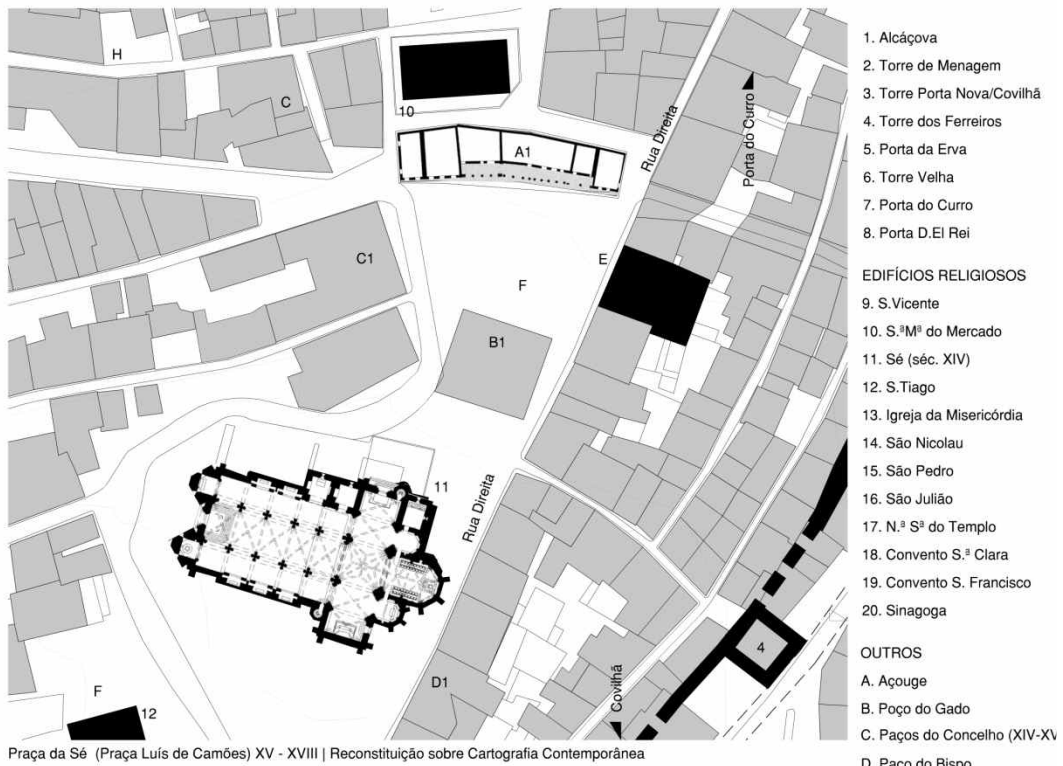 H
C
10
A1
Rua Direita
Porta do Curro
C1
F
E
B1
11
Rua Direita
4
D1
Covilhã
F
12
Praça da Sé (Praça Luís de Camões) XV - XVIII | Reconstituição sobre Cartografia Contemporânea
1. Alcáçova
2. Torre de Menagem
3. Torre Porta Nova/Covilhã
4. Torre dos Ferreiros
5. Porta da Erva
6. Torre Velha
7. Porta do Curro
8. Porta D.El Rei
EDIFÍCIOS RELIGIOSOS
9. S.Vicente
10. S.ªMª do Mercado
11. Sé (séc. XIV)
12. S.Tiago
13. Igreja da Misericórdia
14. São Nicolau
15. São Pedro
16. São Julião
17. N.ª Sª do Templo
18. Convento S.ª Clara
19. Convento S. Francisco
20. Sinagoga
OUTROS
A. Açouge
B. Poço do Gado
C. Paços do Concelho (XIV-XV
D. Paço do Bispo